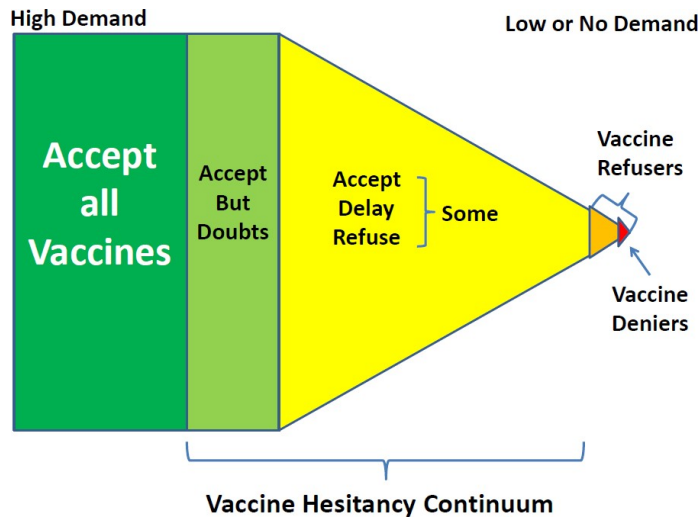 High Demand
Low or No Demand
Accept
all
Vaccines
Accept
But
Doubts
Accept
Delay
Refuse
Some
Vaccine
Refusers
Vaccine
Deniers
Vaccine Hesitancy Continuum